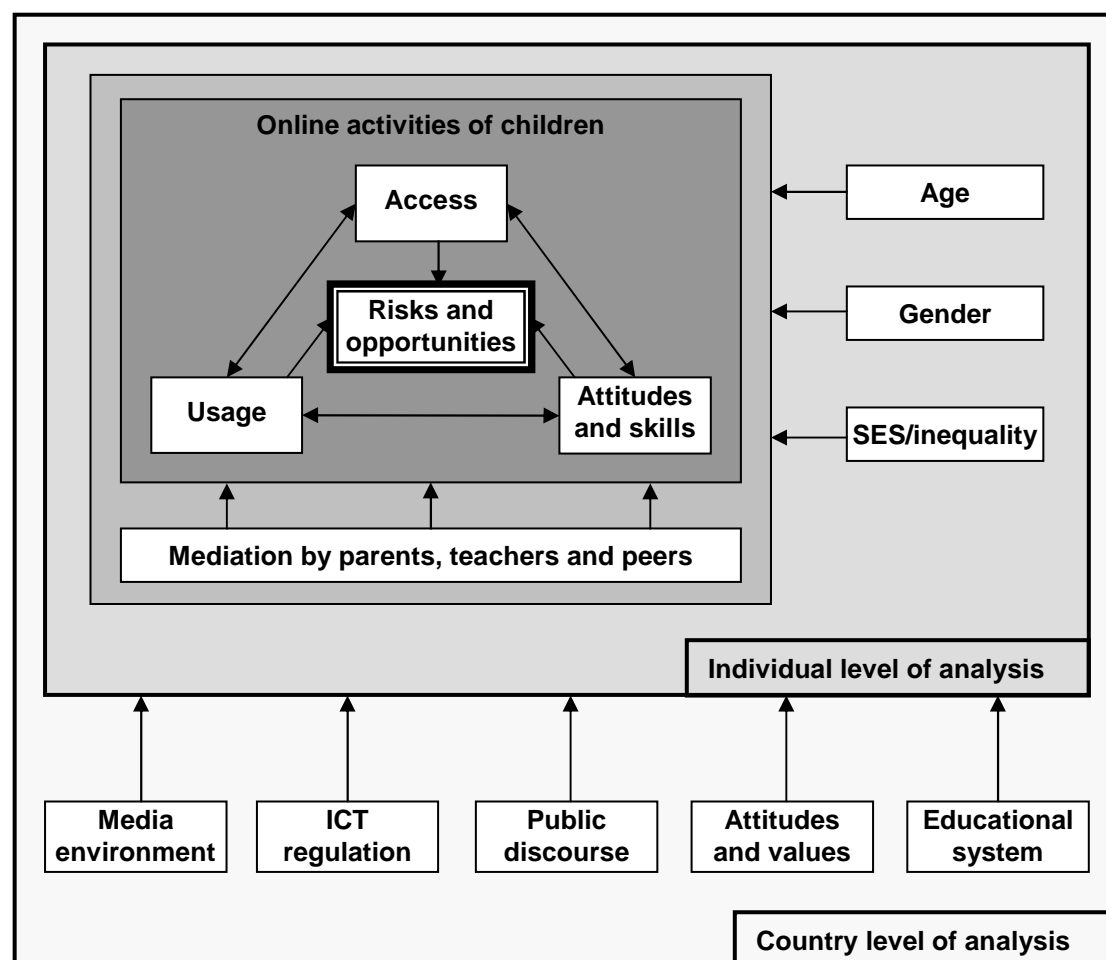 Online activities of children
Access
Age
Risks and
opportunities
Gender
Usage
Attitudes
and skills
SES/inequality
Mediation by parents, teachers and peers
Individual level of analysis
Media
environment
ICT
regulation
Public
discourse
Attitudes
and values
Educational
system
Country level of analysis